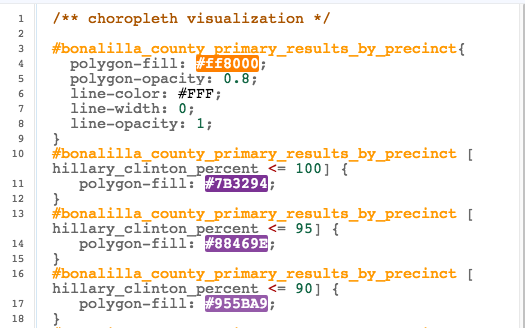 1 /** choropleth visualization */
2
3 #bonalilla_county_primary_results_by_precinct{
4 polygon-fill: #ff8000;
5 polygon-opacity: 0.8;
6 line-color: #FFF;
7 line-width: 0;
8 line-opacity: 1;
9 }
10 #bonalilla_county_primary_results_by_precinct [
hillary_clinton_percent <= 100] {
11 polygon-fill: #7B3294;
12 }
13 #bonalilla_county_primary_results_by_precinct [
hillary_clinton_percent <= 95] {
14 polygon-fill: #88469E;
15 }
16 #bonalilla_county_primary_results_by_precinct [
hillary_clinton_percent <= 90] {
17 polygon-fill: #955BA9;
18 }